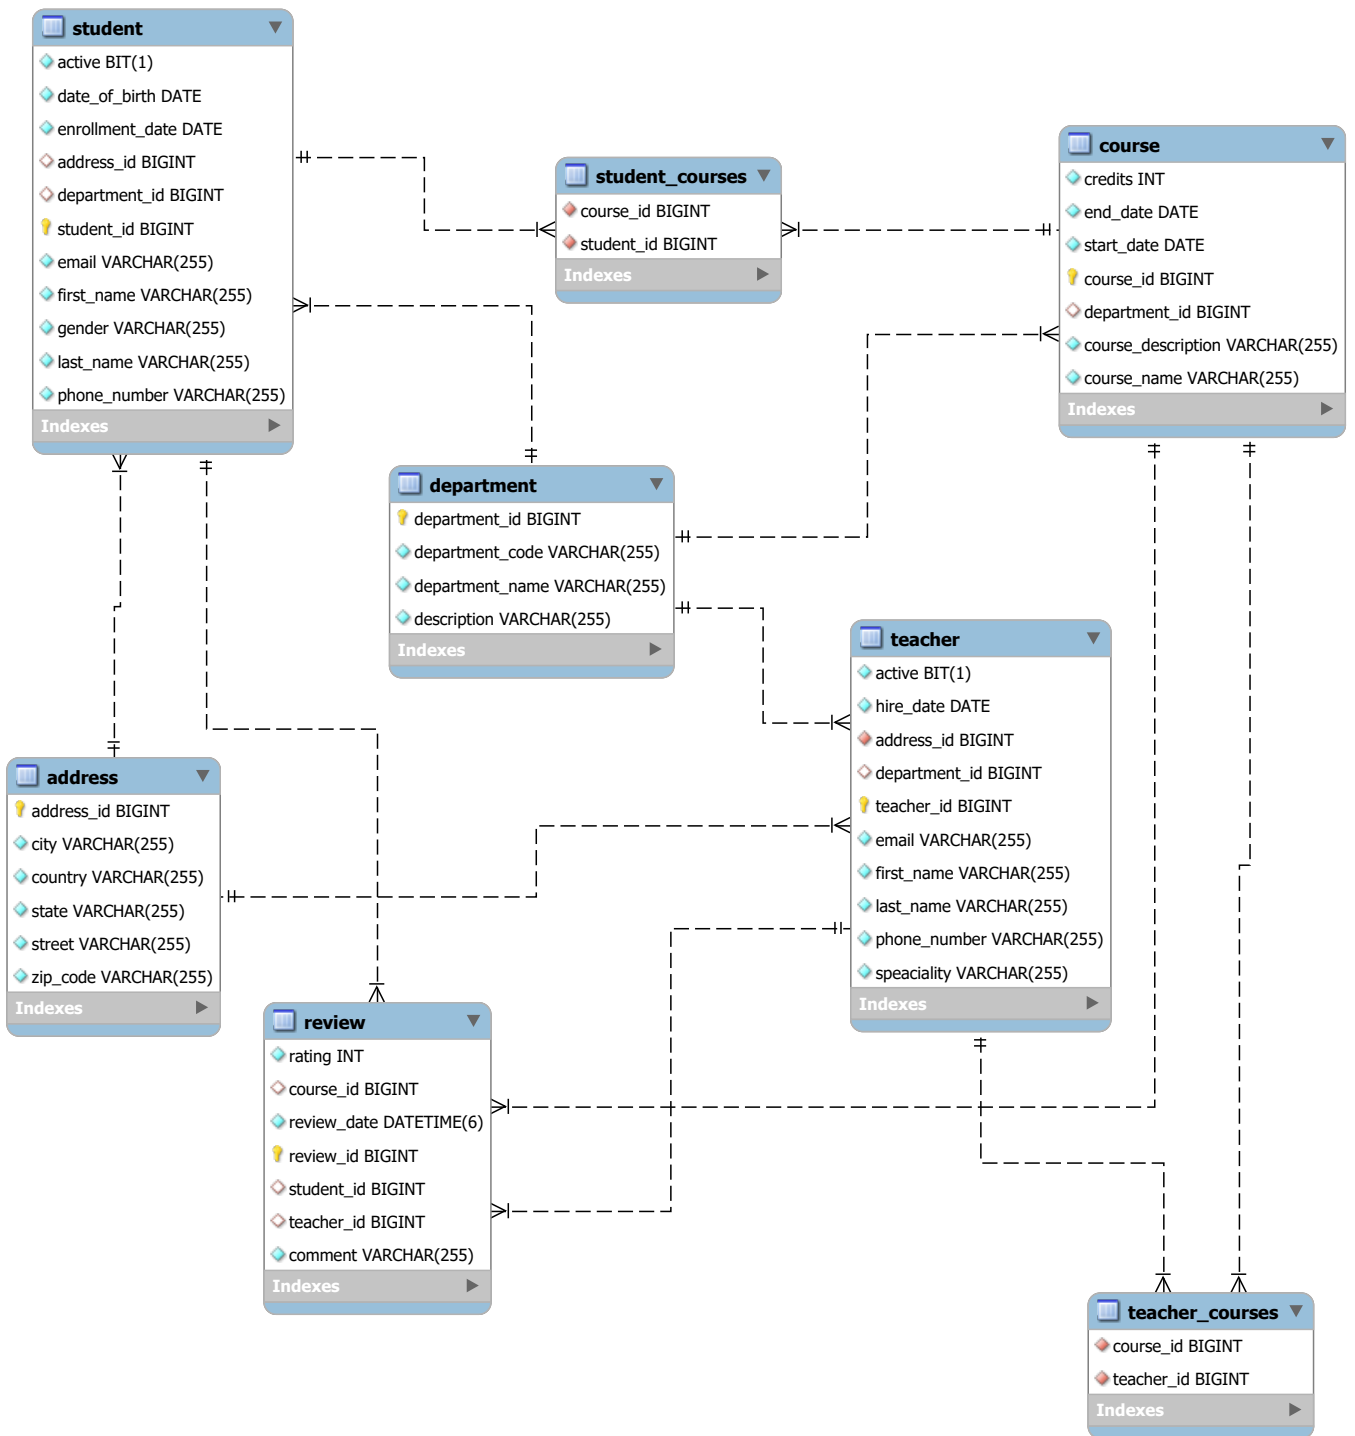 student
active BIT(1)
date_of_birth DATE
enrollment_date DATE
address_id BIGINT
department_id BIGINT
student_id BIGINT
email VARCHAR(255)
first_name VARCHAR(255)
gender VARCHAR(255)
last_name VARCHAR(255)
phone_number VARCHAR(255)
Indexes
student_courses
course_id BIGINT
student_id BIGINT
Indexes
course
credits INT
end_date DATE
start_date DATE
course_id BIGINT
department_id BIGINT
course_description VARCHAR(255)
course_name VARCHAR(255)
Indexes
department
department_id BIGINT
department_code VARCHAR(255)
department_name VARCHAR(255)
description VARCHAR(255)
Indexes
teacher
active BIT(1)
hire_date DATE
address_id BIGINT
department_id BIGINT
teacher_id BIGINT
email VARCHAR(255)
first_name VARCHAR(255)
last_name VARCHAR(255)
phone_number VARCHAR(255)
speaciality VARCHAR(255)
Indexes
address
address_id BIGINT
city VARCHAR(255)
country VARCHAR(255)
state VARCHAR(255)
street VARCHAR(255)
zip_code VARCHAR(255)
Indexes
review
rating INT
course_id BIGINT
review_date DATETIME(6)
review_id BIGINT
student_id BIGINT
teacher_id BIGINT
comment VARCHAR(255)
Indexes
teacher_courses
course_id BIGINT
teacher_id BIGINT
Indexes